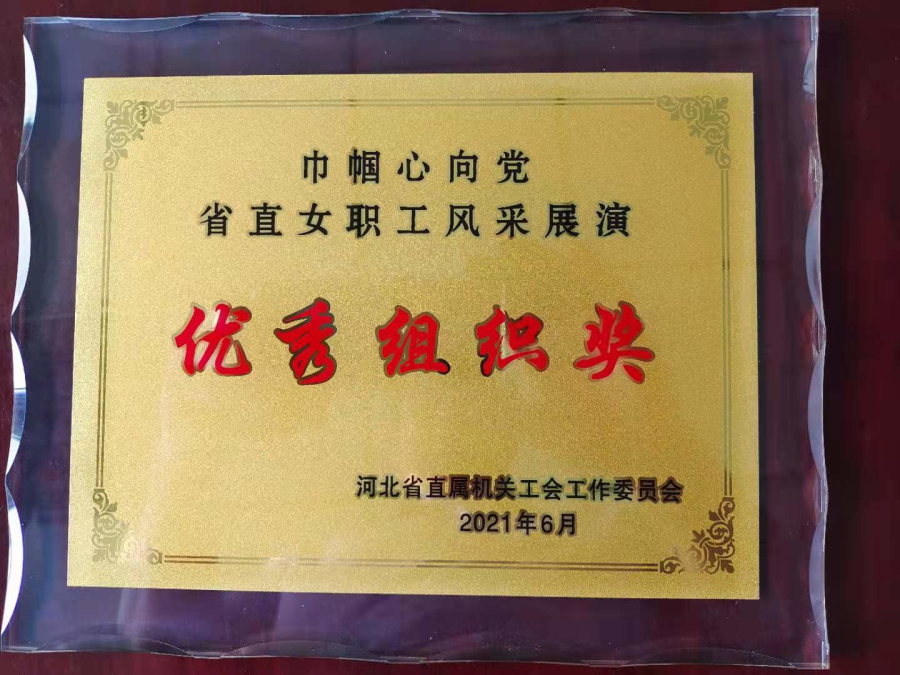 巾帼心向党
省直女职工风采展演
优秀组织奖
河北省直属机关工会工作委员会
2021年6月